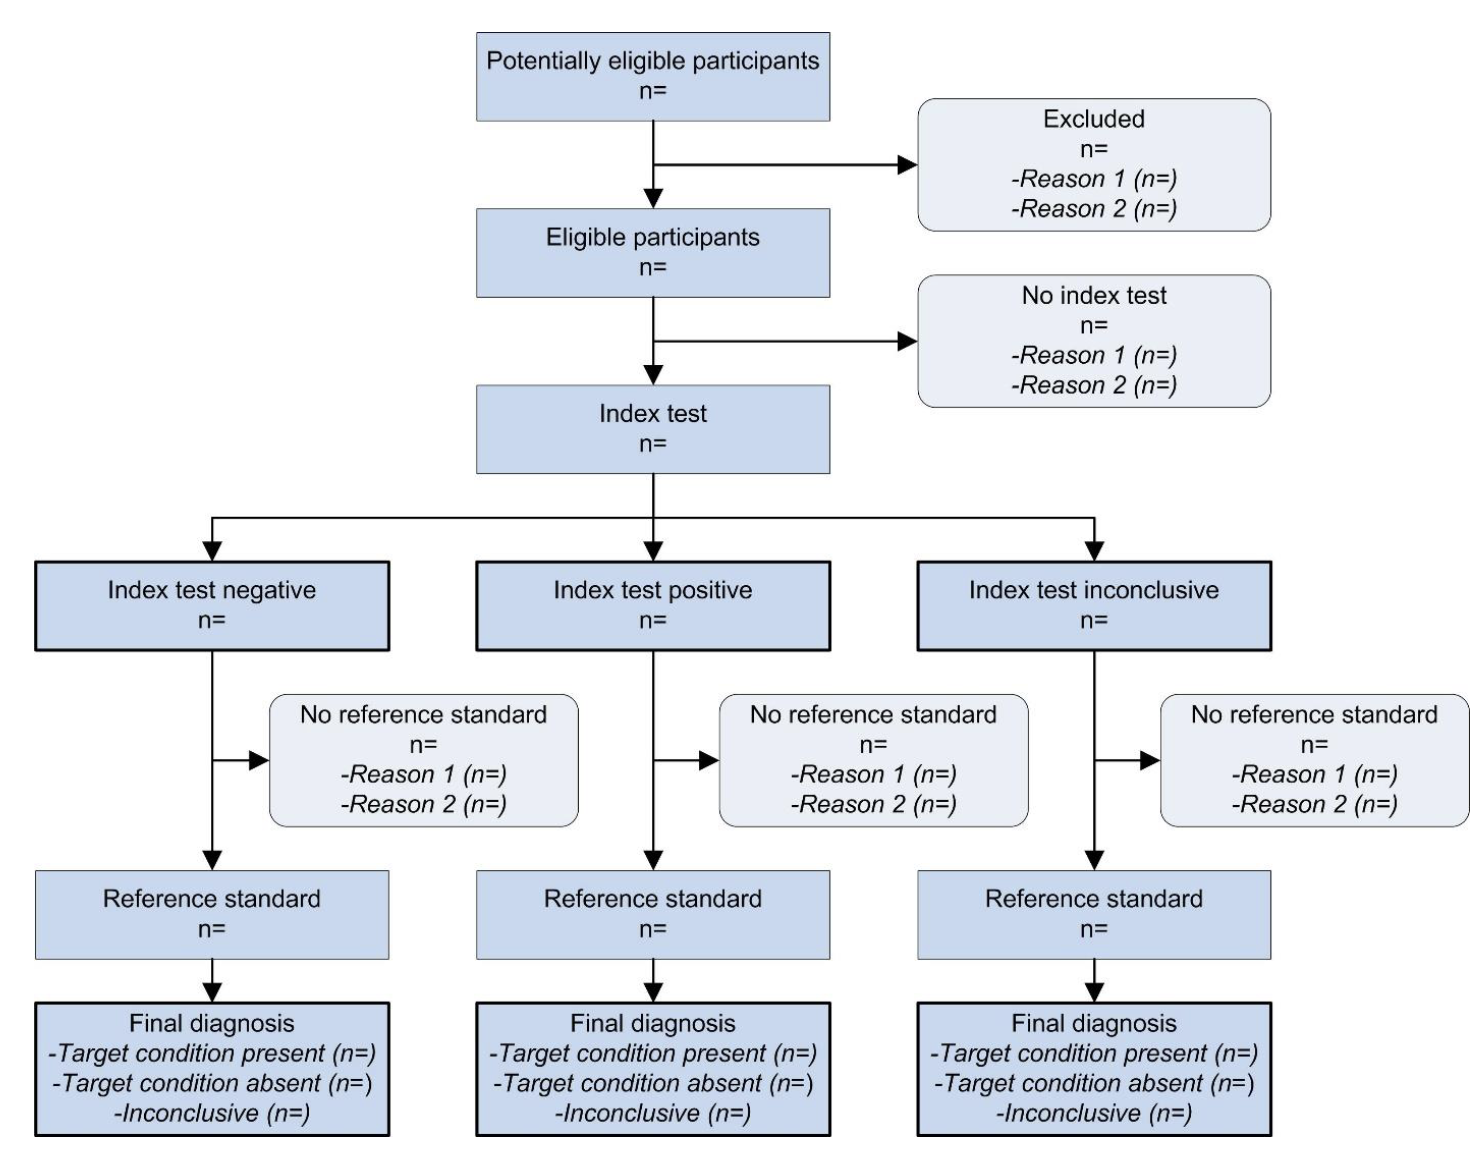 Potentially eligible participants
n=
Excluded
n=
-Reason 1 (n=)
-Reason 2 (n=)
Eligible participants
n=
No index test
n=
-Reason 1 (n=)
-Reason 2 (n=)
Index test
n=
Index test negative
n=
Index test positive
n=
Index test inconclusive
n=
No reference standard
n=
-Reason 1 (n=)
-Reason 2 (n=)
No reference standard
n=
-Reason 1 (n=)
-Reason 2 (n=)
No reference standard
n=
-Reason 1 (n=)
-Reason 2 (n=)
Reference standard
n=
Reference standard
n=
Reference standard
n=
Final diagnosis
-Target condition present (n=)
-Target condition absent (n=)
-Inconclusive (n=)
Final diagnosis
-Target condition present (n=)
-Target condition absent (n=)
-Inconclusive (n=)
Final diagnosis
-Target condition present (n=)
-Target condition absent (n=)
-Inconclusive (n=)